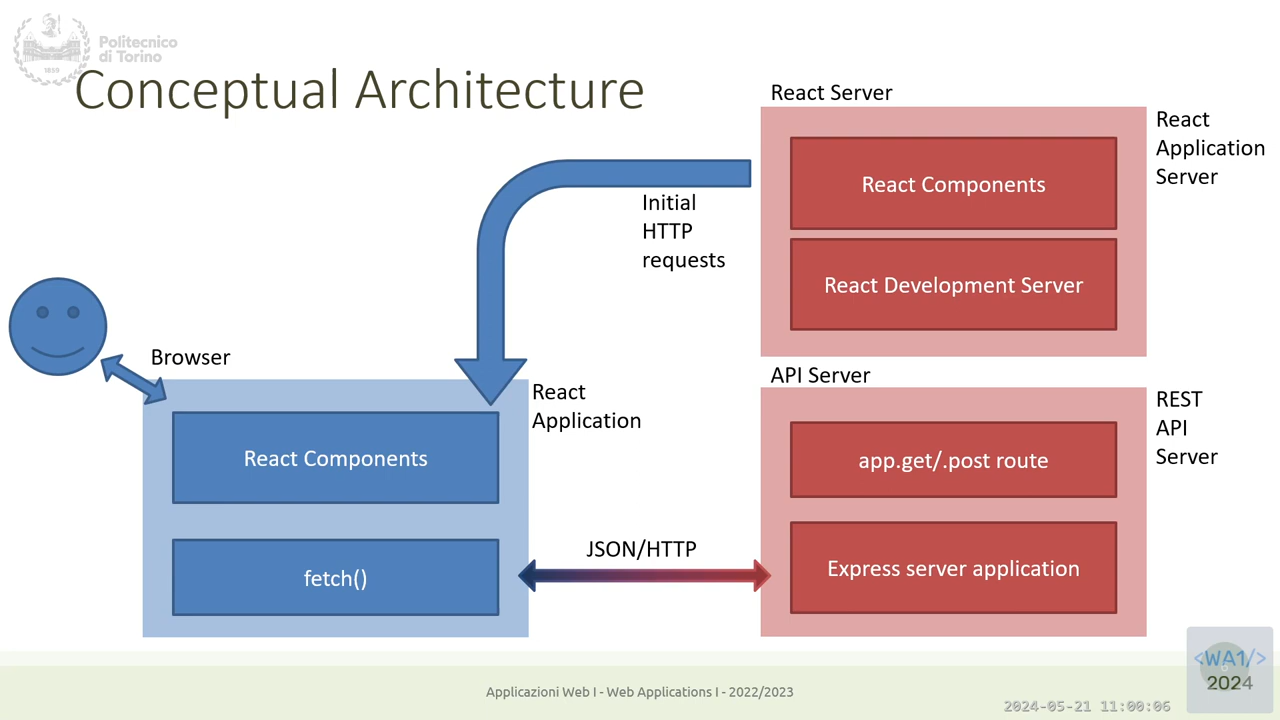 Politecnico
di Torino
1859
Conceptual Architecture
React Server
React
Application
Server
React Components
React Development Server
Initial
HTTP
requests
Browser
React
Application
React Components
fetch()
JSON/HTTP
API Server
REST
API
Server
app.get/.post route
Express server application
Applicazioni Web I - Web Applications I - 2022/2023
<WA1/>
6
2024
2024-05-21 11:00:06